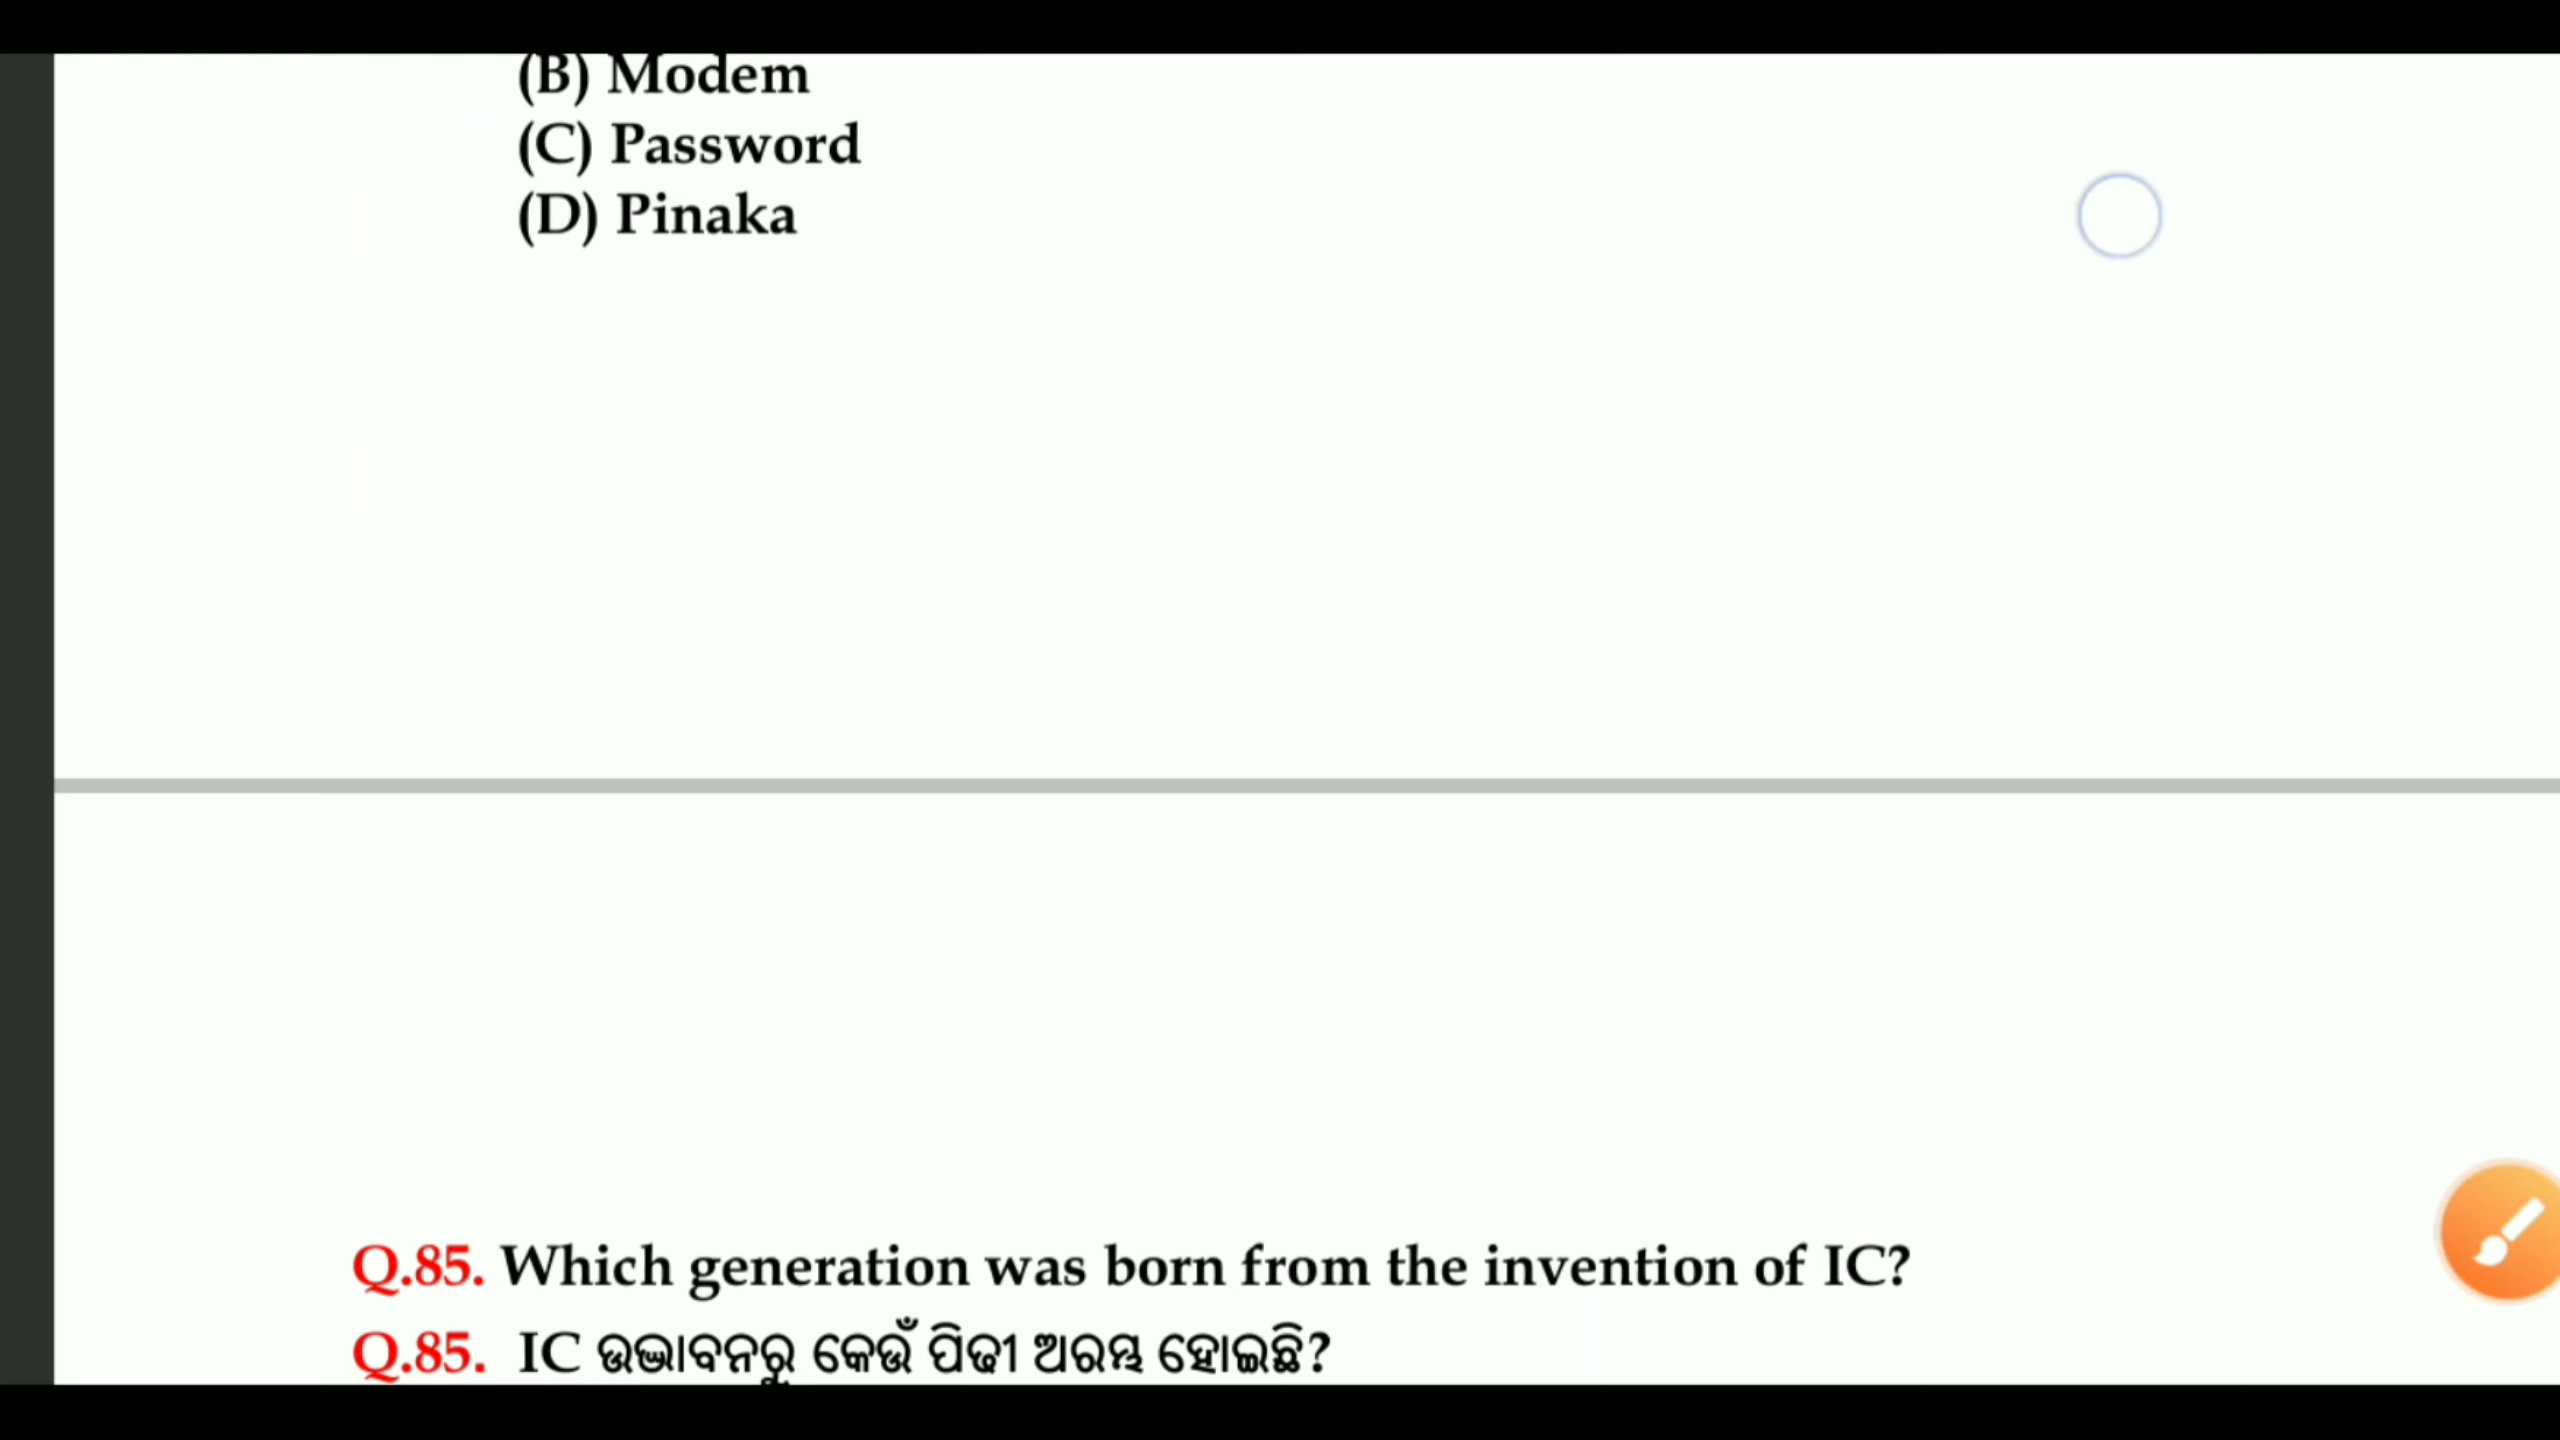 (B) Modem
(C) Password
(D) Pinaka
Q.85. Which generation was born from the invention of IC?
Q.85. IC ଉଦ୍ଭାବନରୁ କେଉଁ ପିଢୀ ଅରମ୍ଭ ହୋଇଛି?